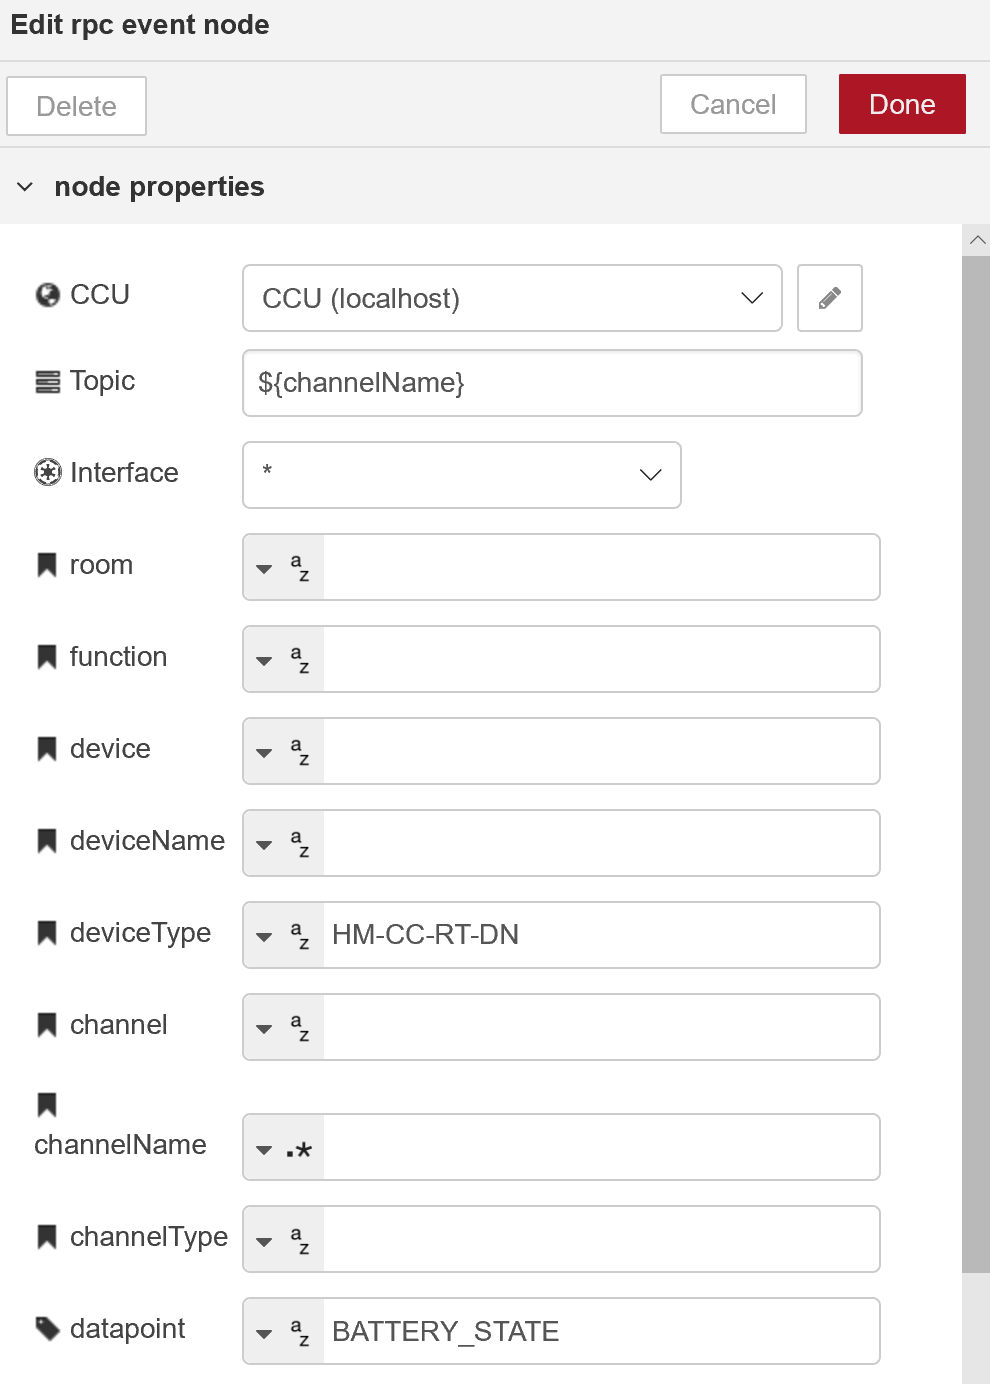 Edit rpc event node
Delete
Cancel
Done
node properties
CCU
CCU (localhost)
Topic
${channelName}
Interface
*
room
a
z
function
a
z
device
a
z
deviceName
a
z
deviceType
a
z
HM-CC-RT-DN
channel
a
z
channelName
.*
channelType
a
z
datapoint
a
z
BATTERY_STATE